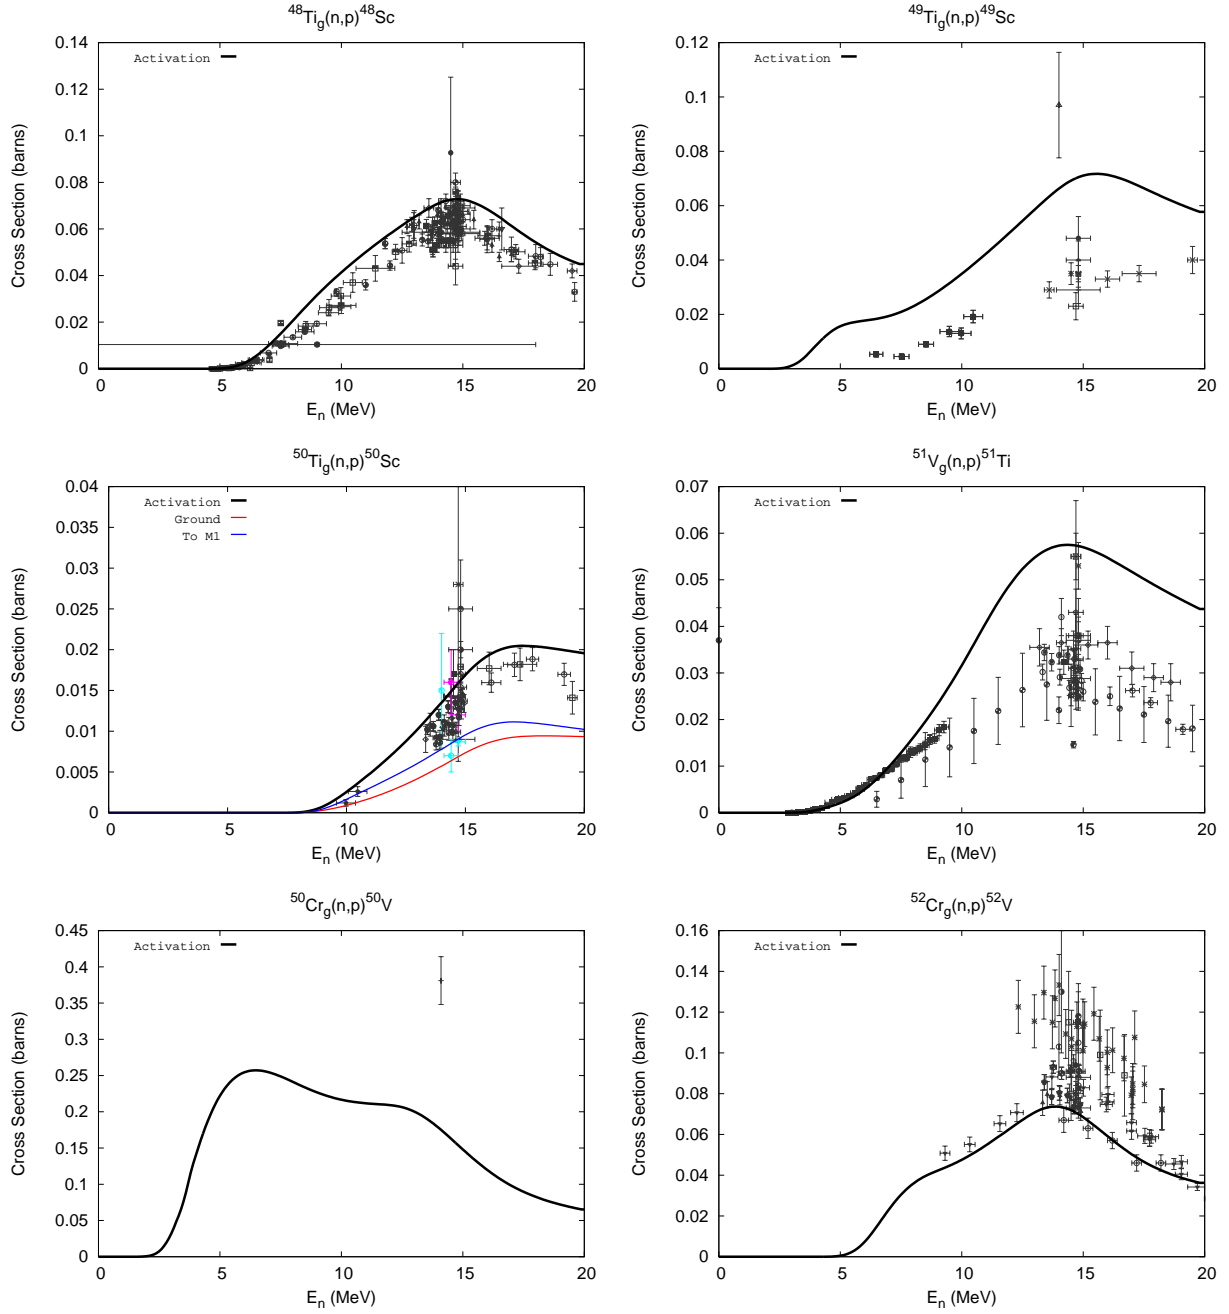 48Tig(n,p)48Sc
Activation
Cross Section (barns)
0.14
0.12
0.1
0.08
0.06
0.04
0.02
0
0 5 10 15 20
En (MeV)
49Tig(n,p)49Sc
Activation
Cross Section (barns)
0.12
0.1
0.08
0.06
0.04
0.02
0
0 5 10 15 20
En (MeV)
50Tig(n,p)50Sc
Activation
Ground
To M1
Cross Section (barns)
0.04
0.035
0.03
0.025
0.02
0.015
0.01
0.005
0
0 5 10 15 20
En (MeV)
51Vg(n,p)51Ti
Activation
Cross Section (barns)
0.07
0.06
0.05
0.04
0.03
0.02
0.01
0
0 5 10 15 20
En (MeV)
50Crg(n,p)50V
Activation
Cross Section (barns)
0.45
0.4
0.35
0.3
0.25
0.2
0.15
0.1
0.05
0
0 5 10 15 20
En (MeV)
52Crg(n,p)52V
Activation
Cross Section (barns)
0.16
0.14
0.12
0.1
0.08
0.06
0.04
0.02
0
0 5 10 15 20
En (MeV)